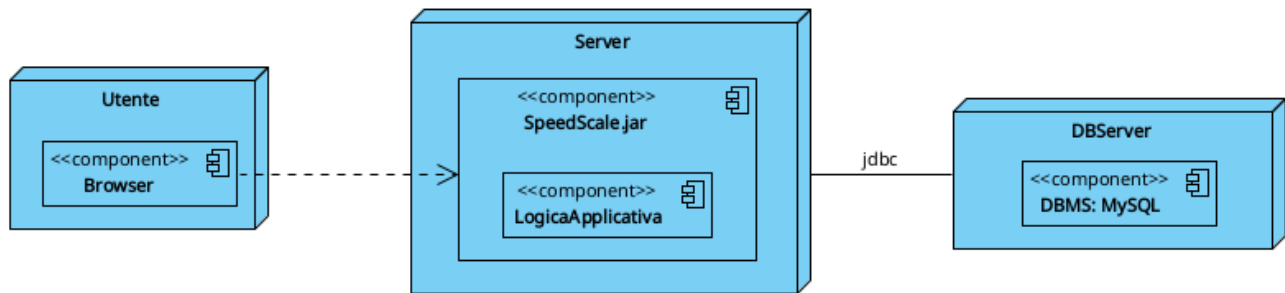 Utente
<<component>>
Browser
Server
<<component>>
SpeedScale.jar
<<component>>
LogicaApplicativa
jdbc
DBServer
<<component>>
DBMS: MySQL